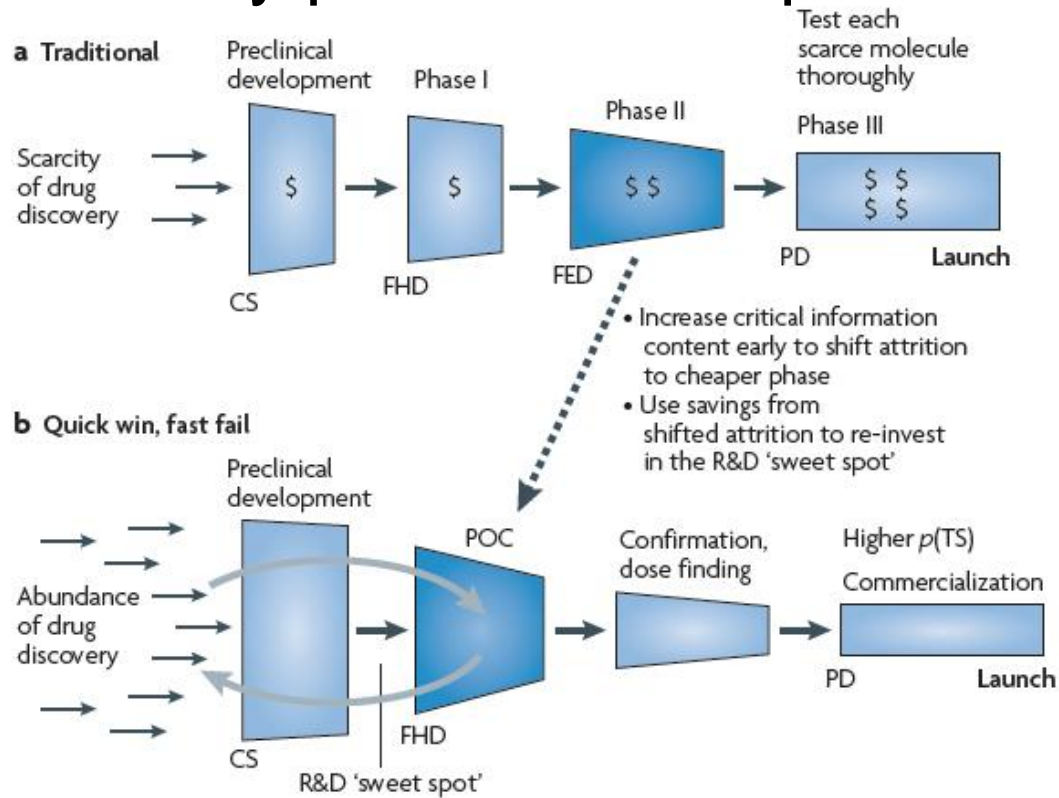 Test each
scarce molecule
thoroughly
a Traditional
Preclinical
development
Phase I
Phase II
Phase III
Scarcity
of drug
discovery
$
$
$ $
$ $
$ $
CS
FHD
FED
PD
Launch
• Increase critical information
content early to shift attrition
to cheaper phase
• Use savings from
shifted attrition to re-invest
in the R&D ‘sweet spot’
b Quick win, fast fail
Preclinical
development
POC
Confirmation,
dose finding
Higher p(TS)
Commercialization
Abundance
of drug
discovery
CS
FHD
PD
Launch
R&D ‘sweet spot’